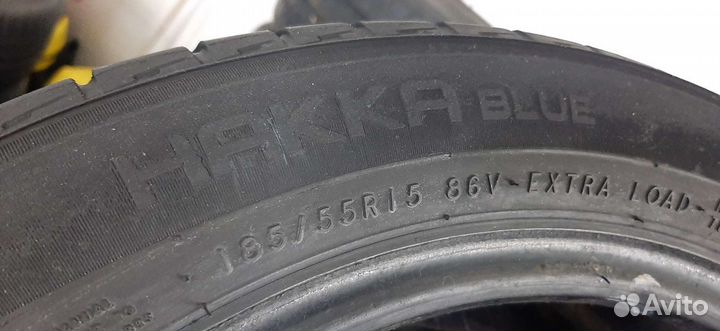 HAKKA BLUE
185/55R15 86V - EXTRA LOAD -
Avito